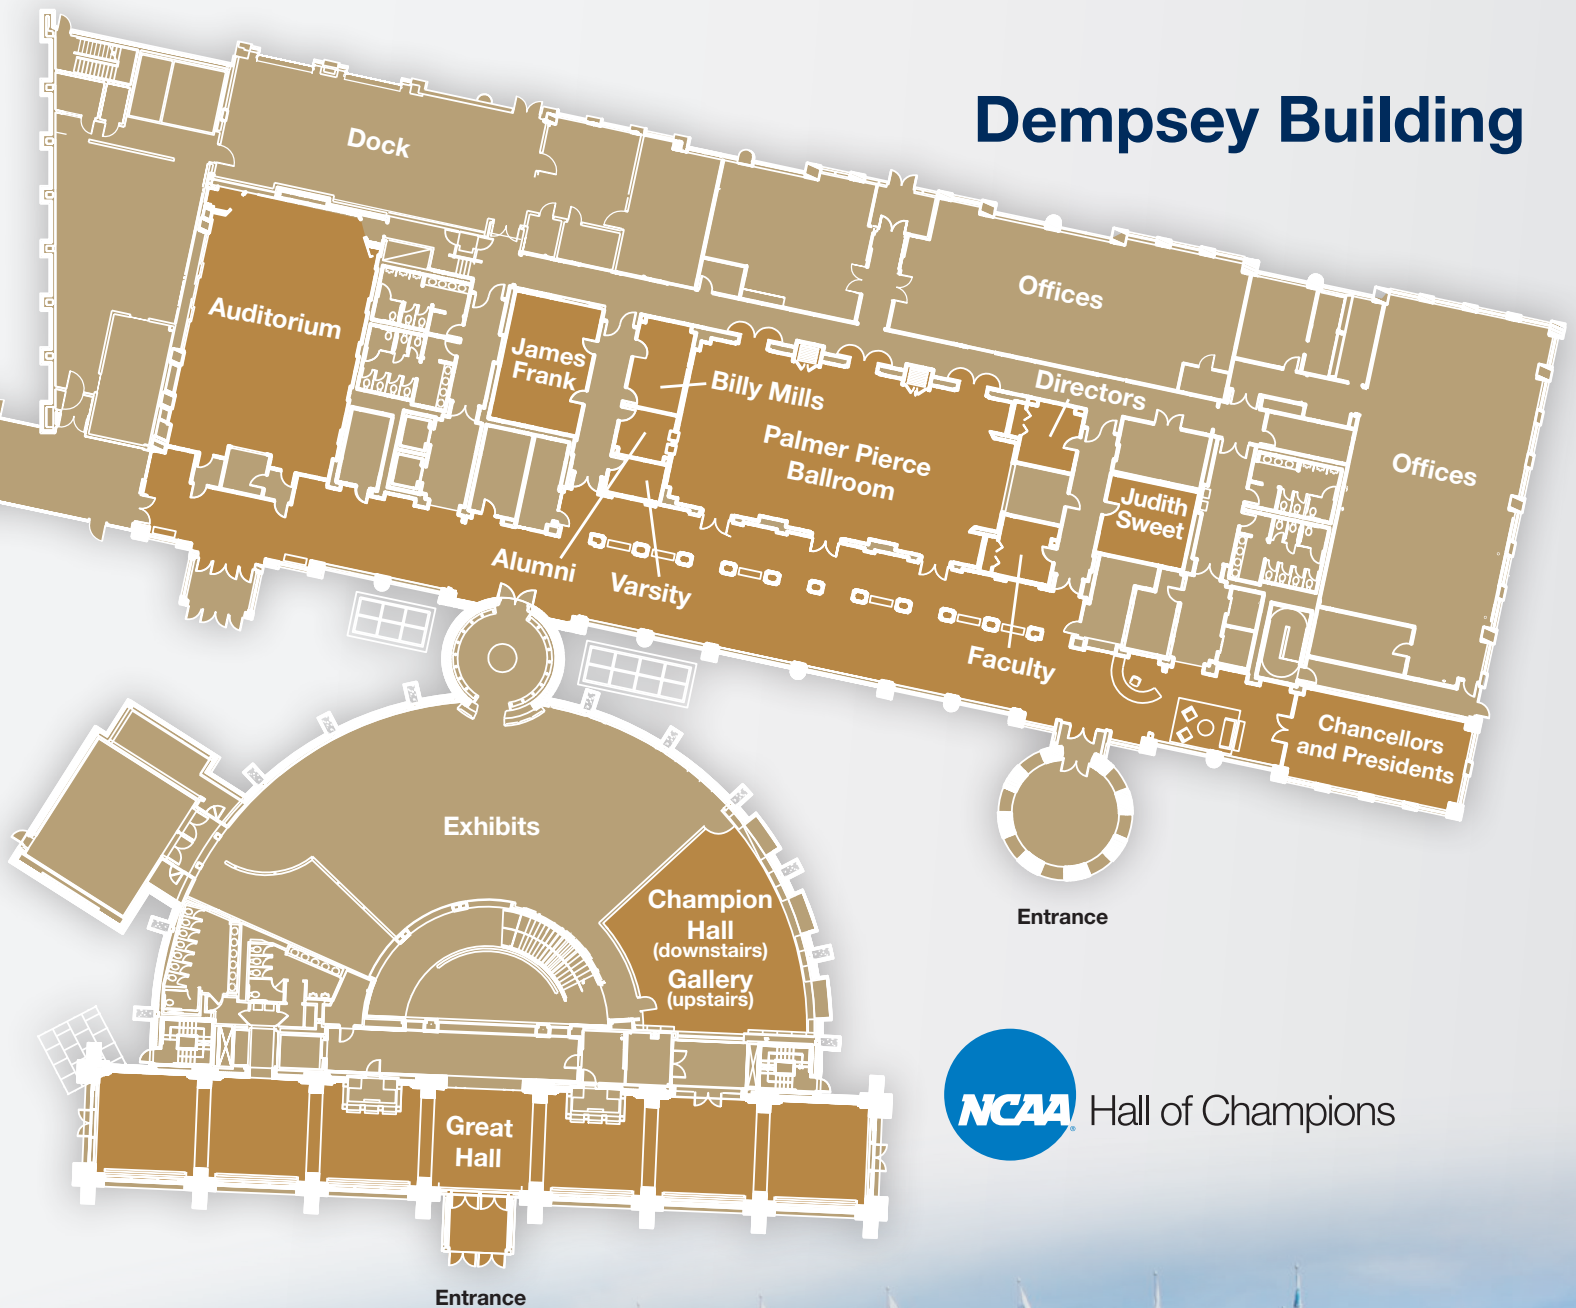 Dempsey Building
Dock
Offices
Auditorium
James
Frank
Billy Mills
Directors
Palmer Pierce
Ballroom
Offices
Judith
Sweet
Alumni
Varsity
Faculty
Chancellors
and Presidents
Exhibits
Champion
Hall
(downstairs)
Gallery
(upstairs)
Entrance
NCAA Hall of Champions
Great
Hall
Entrance